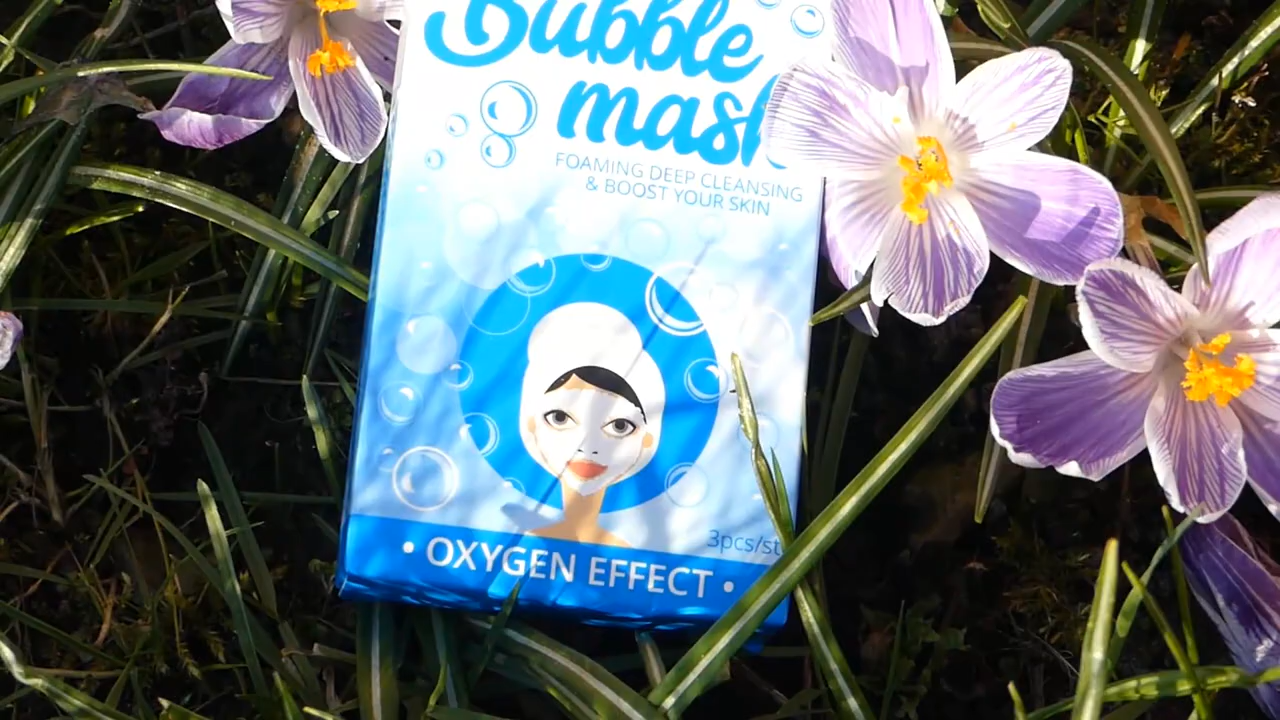 Bubble
mask
FOAMING DEEP CLEANSING
& BOOST YOUR SKIN
3pcs/st
• OXYGEN EFFECT •